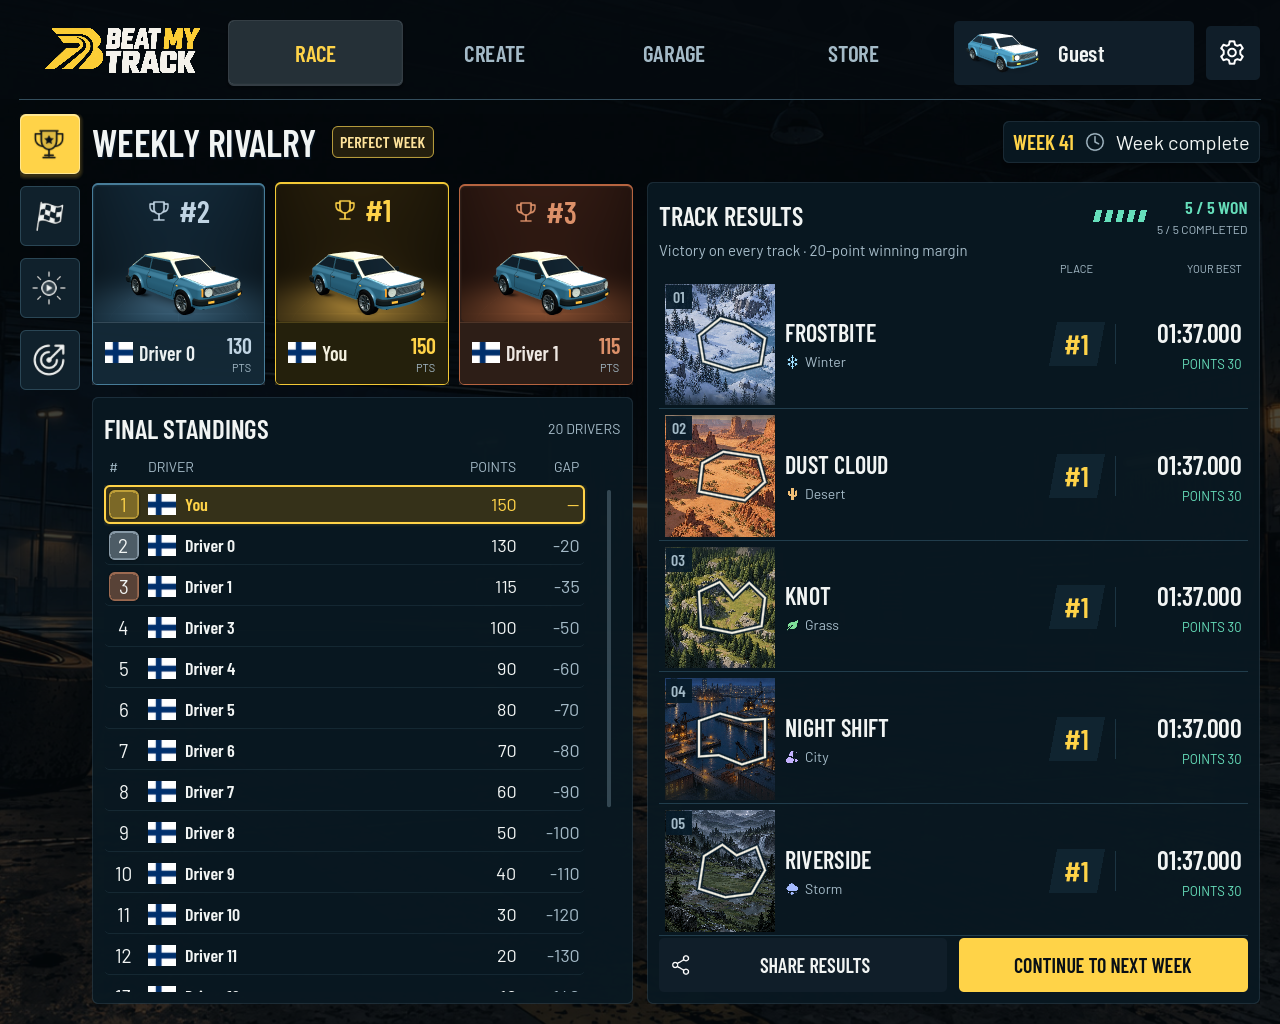 BEAT MY TRACK
RACE
CREATE
GARAGE
STORE
Guest
WEEKLY RIVALRY
PERFECT WEEK
WEEK 41
Week complete
#2
#1
#3
Driver 0
130
PTS
You
150
PTS
Driver 1
115
PTS
FINAL STANDINGS
20 DRIVERS
# DRIVER POINTS GAP
1 You 150 —
2 Driver 0 130 -20
3 Driver 1 115 -35
4 Driver 3 100 -50
5 Driver 4 90 -60
6 Driver 5 80 -70
7 Driver 6 70 -80
8 Driver 7 60 -90
9 Driver 8 50 -100
10 Driver 9 40 -110
11 Driver 10 30 -120
12 Driver 11 20 -130
TRACK RESULTS
5 / 5 WON
5 / 5 COMPLETED
Victory on every track · 20-point winning margin
PLACE YOUR BEST
01
FROSTBITE
Winter
#1
01:37.000
POINTS 30
02
DUST CLOUD
Desert
#1
01:37.000
POINTS 30
03
KNOT
Grass
#1
01:37.000
POINTS 30
04
NIGHT SHIFT
City
#1
01:37.000
POINTS 30
05
RIVERSIDE
Storm
#1
01:37.000
POINTS 30
SHARE RESULTS
CONTINUE TO NEXT WEEK